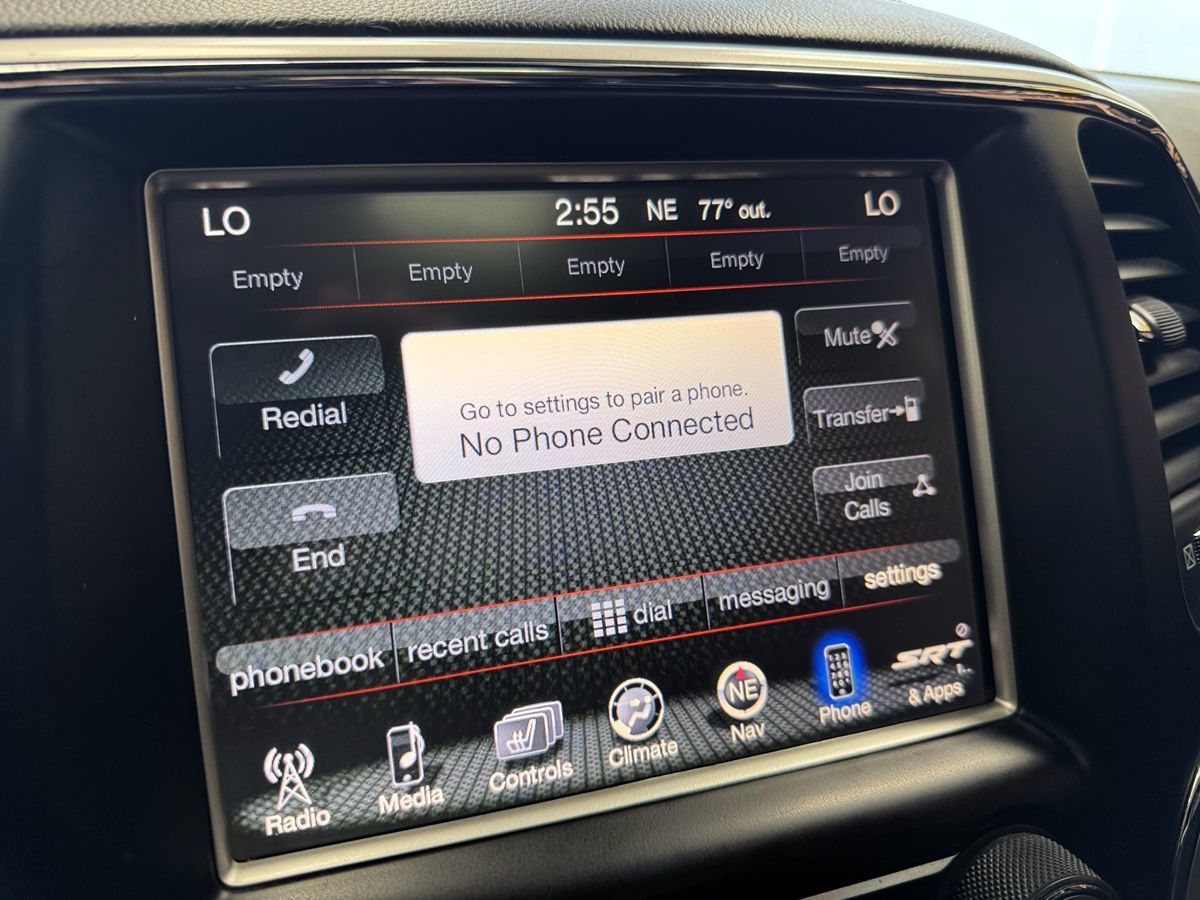 LO 2:55 NE 77° out. LO
Empty Empty Empty Empty Empty
Redial
Go to settings to pair a phone.
No Phone Connected
Mute
Transfer
End
Join
Calls
phonebook recent calls dial messaging settings
Radio
Media
Controls
Climate
NE
Nav
Phone
SRT
& Apps